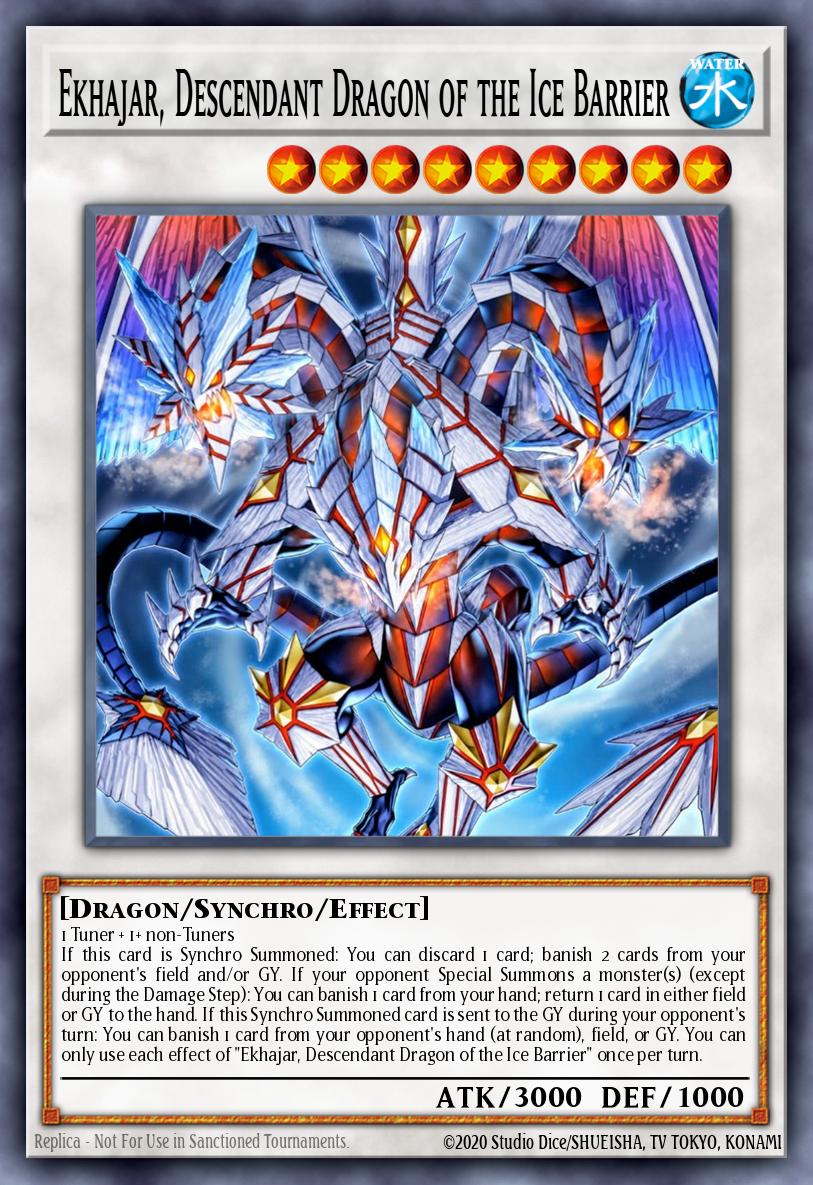 Ekhajar, Descendant Dragon of the Ice Barrier
WATER
水
[Dragon/Synchro/Effect]
1 Tuner + 1+ non-Tuners
If this card is Synchro Summoned: You can discard 1 card; banish 2 cards from your
opponent's field and/or GY. If your opponent Special Summons a monster(s) (except
during the Damage Step): You can banish 1 card from your hand; return 1 card in either field
or GY to the hand. If this Synchro Summoned card is sent to the GY during your opponent's
turn: You can banish 1 card from your opponent's hand (at random), field, or GY. You can
only use each effect of "Ekhajar, Descendant Dragon of the Ice Barrier" once per turn.
ATK/3000 DEF/1000
Replica - Not For Use in Sanctioned Tournaments.
©2020 Studio Dice/SHUEISHA, TV TOKYO, KONAMI